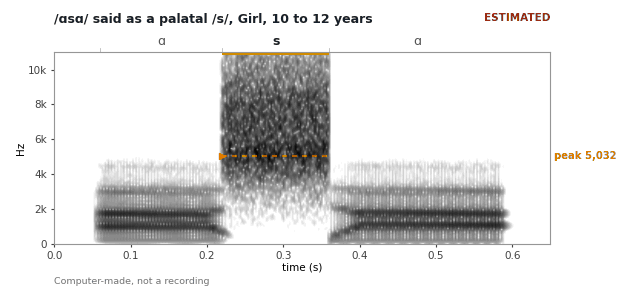 /ɑsɑ/ said as a palatal /s/, Girl, 10 to 12 years
ESTIMATED
ɑ s ɑ
10k
8k
6k
4k
2k
0
Hz
peak 5,032
0.0 0.1 0.2 0.3 0.4 0.5 0.6
time (s)
Computer-made, not a recording